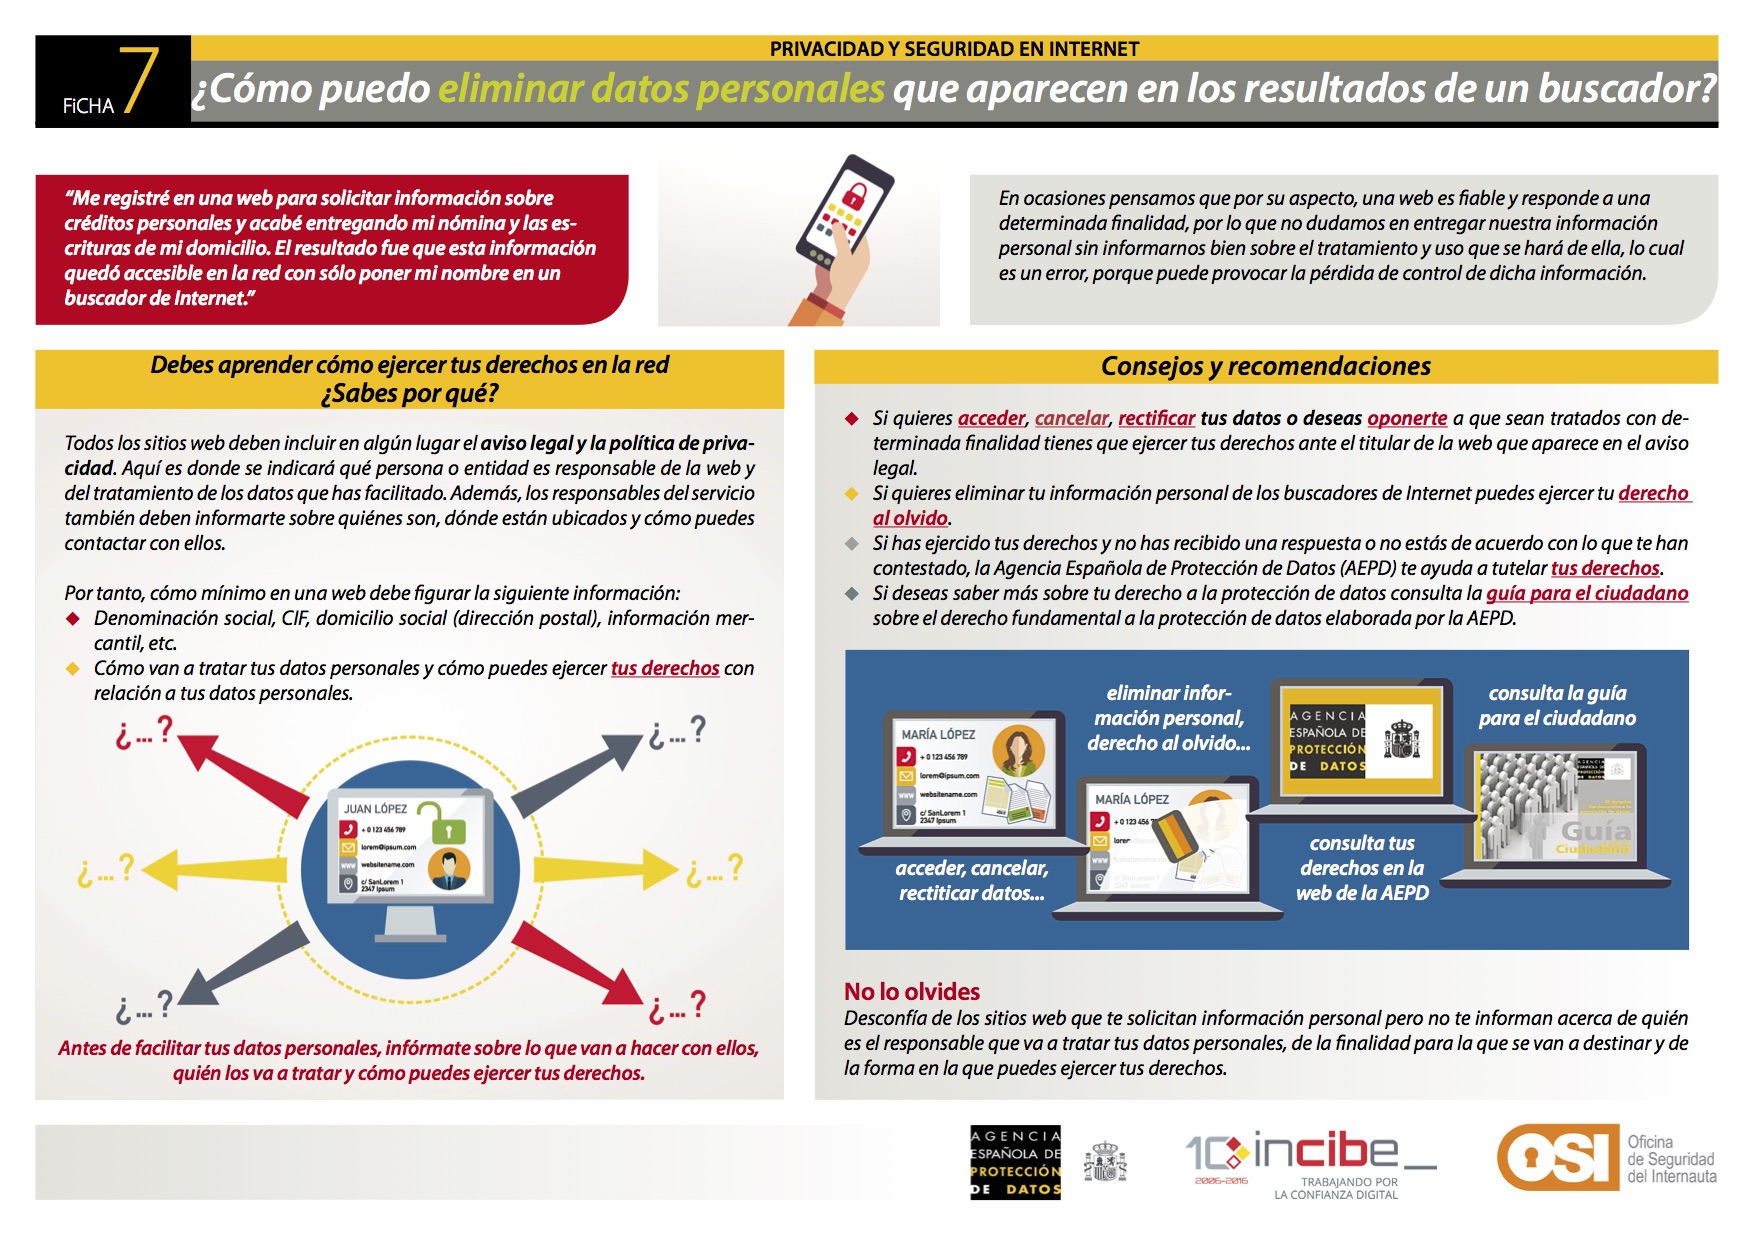 FiCHA 7
PRIVACIDAD Y SEGURIDAD EN INTERNET
¿Cómo puedo eliminar datos personales que aparecen en los resultados de un buscador?
“Me registré en una web para solicitar información sobre
créditos personales y acabé entregando mi nómina y las es-
crituras de mi domicilio. El resultado fue que esta información
quedó accesible en la red con sólo poner mi nombre en un
buscador de Internet.”
En ocasiones pensamos que por su aspecto, una web es fiable y responde a una
determinada finalidad, por lo que no dudamos en entregar nuestra información
personal sin informarnos bien sobre el tratamiento y uso que se hará de ella, lo cual
es un error, porque puede provocar la pérdida de control de dicha información.
Debes aprender cómo ejercer tus derechos en la red
¿Sabes por qué?
Todos los sitios web deben incluir en algún lugar el aviso legal y la política de priva-
cidad. Aquí es donde se indicará qué persona o entidad es responsable de la web y
del tratamiento de los datos que has facilitado. Además, los responsables del servicio
también deben informarte sobre quiénes son, dónde están ubicados y cómo puedes
contactar con ellos.
Por tanto, cómo mínimo en una web debe figurar la siguiente información:
Denominación social, CIF, domicilio social (dirección postal), información mer-
cantil, etc.
Cómo van a tratar tus datos personales y cómo puedes ejercer tus derechos con
relación a tus datos personales.
¿...?
¿...?
¿...?
¿...?
¿...?
¿...?
JUAN LÓPEZ
+ 0 123 456 789
lorem@ipsum.com
www websitename.com
c/ SanLorem 1
2347 Ipsum
Antes de facilitar tus datos personales, infórmate sobre lo que van a hacer con ellos,
quién los va a tratar y cómo puedes ejercer tus derechos.
Consejos y recomendaciones
Si quieres acceder, cancelar, rectificar tus datos o deseas oponerte a que sean tratados con de-
terminada finalidad tienes que ejercer tus derechos ante el titular de la web que aparece en el aviso
legal.
Si quieres eliminar tu información personal de los buscadores de Internet puedes ejercer tu derecho
al olvido.
Si has ejercido tus derechos y no has recibido una respuesta o no estás de acuerdo con lo que te han
contestado, la Agencia Española de Protección de Datos (AEPD) te ayuda a tutelar tus derechos.
Si deseas saber más sobre tu derecho a la protección de datos consulta la guía para el ciudadano
sobre el derecho fundamental a la protección de datos elaborada por la AEPD.
MARÍA LÓPEZ
+ 0 123 456 789
lorem@ipsum.com
www websitename.com
c/ SanLorem 1
2347 Ipsum
acceder, cancelar,
rectiticar datos...
eliminar infor-
mación personal,
derecho al olvido...
MARÍA LÓPEZ
+ 0 123 456 7
lorer
AGENCIA
ESPAÑOLA DE
PROTECCIÓN
DE DATOS
consulta tus
derechos en la
web de la AEPD
consulta la guía
para el ciudadano
Guía
Ciudadano
No lo olvides
Desconfía de los sitios web que te solicitan información personal pero no te informan acerca de quién
es el responsable que va a tratar tus datos personales, de la finalidad para la que se van a destinar y de
la forma en la que puedes ejercer tus derechos.
AGENCIA
ESPAÑOLA DE
PROTECCIÓN
DE DATOS
10 incibe_
2006-2016
TRABAJANDO POR
LA CONFIANZA DIGITAL
OSI
Oficina
de Seguridad
del Internauta